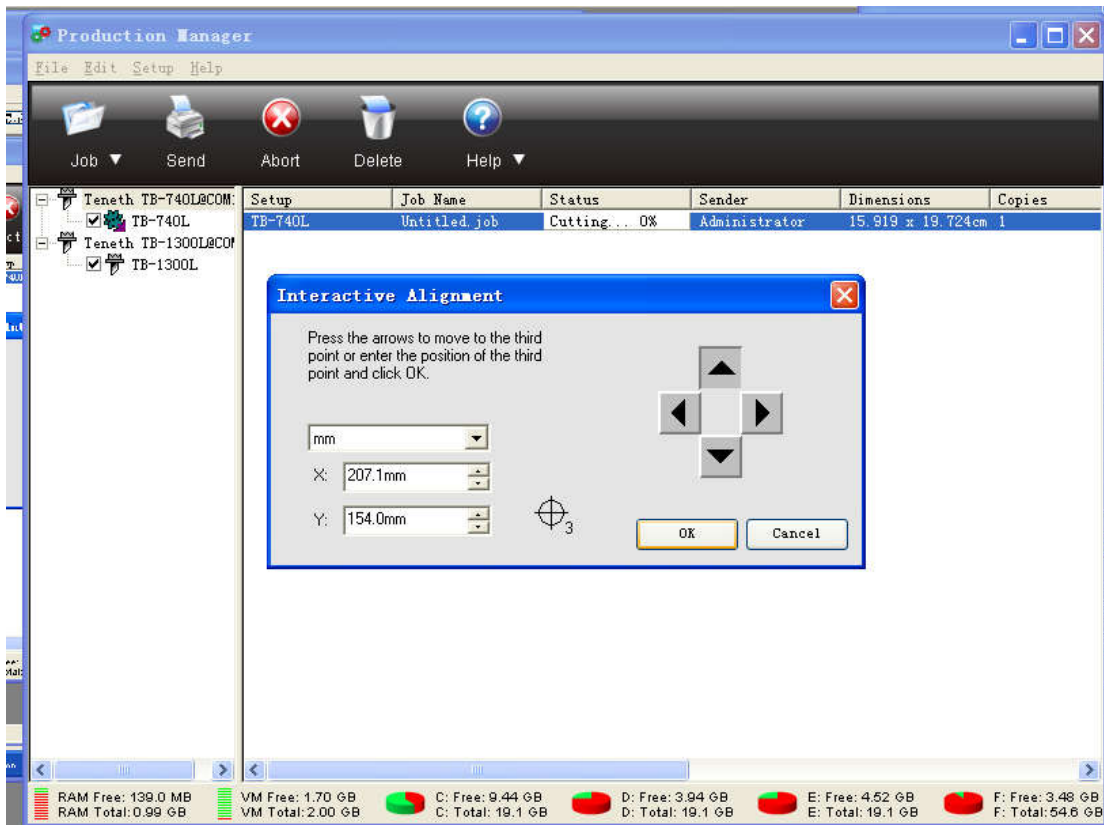 Production Manager
File Edit Setup Help
Job Send Abort Delete Help
Teneth TB-740L@COM:
TB-740L
Teneth TB-1300L@COM
TB-1300L
Setup Job Name Status Sender Dimensions Copies
TB-740L Untitled.job Cutting... 0% Administrator 15.919 x 19.724cm 1
Interactive Alignment
Press the arrows to move to the third
point or enter the position of the third
point and click OK.
mm
X: 207.1mm
Y: 154.0mm
3
OK Cancel
RAM Free: 139.0 MB VM Free: 1.70 GB C: Free: 9.44 GB D: Free: 3.94 GB E: Free: 4.52 GB F: Free: 3.48 GB
RAM Total: 0.99 GB VM Total: 2.00 GB C: Total: 19.1 GB D: Total: 19.1 GB E: Total: 19.1 GB F: Total: 54.6 GB